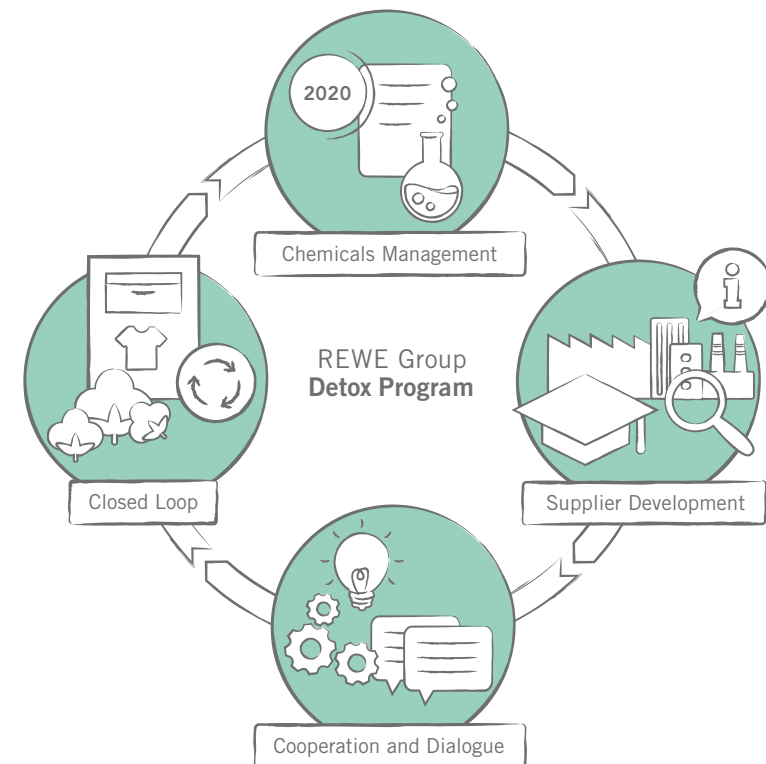 2020
Chemicals Management
i
REWE Group
Detox Program
Closed Loop
Supplier Development
Cooperation and Dialogue